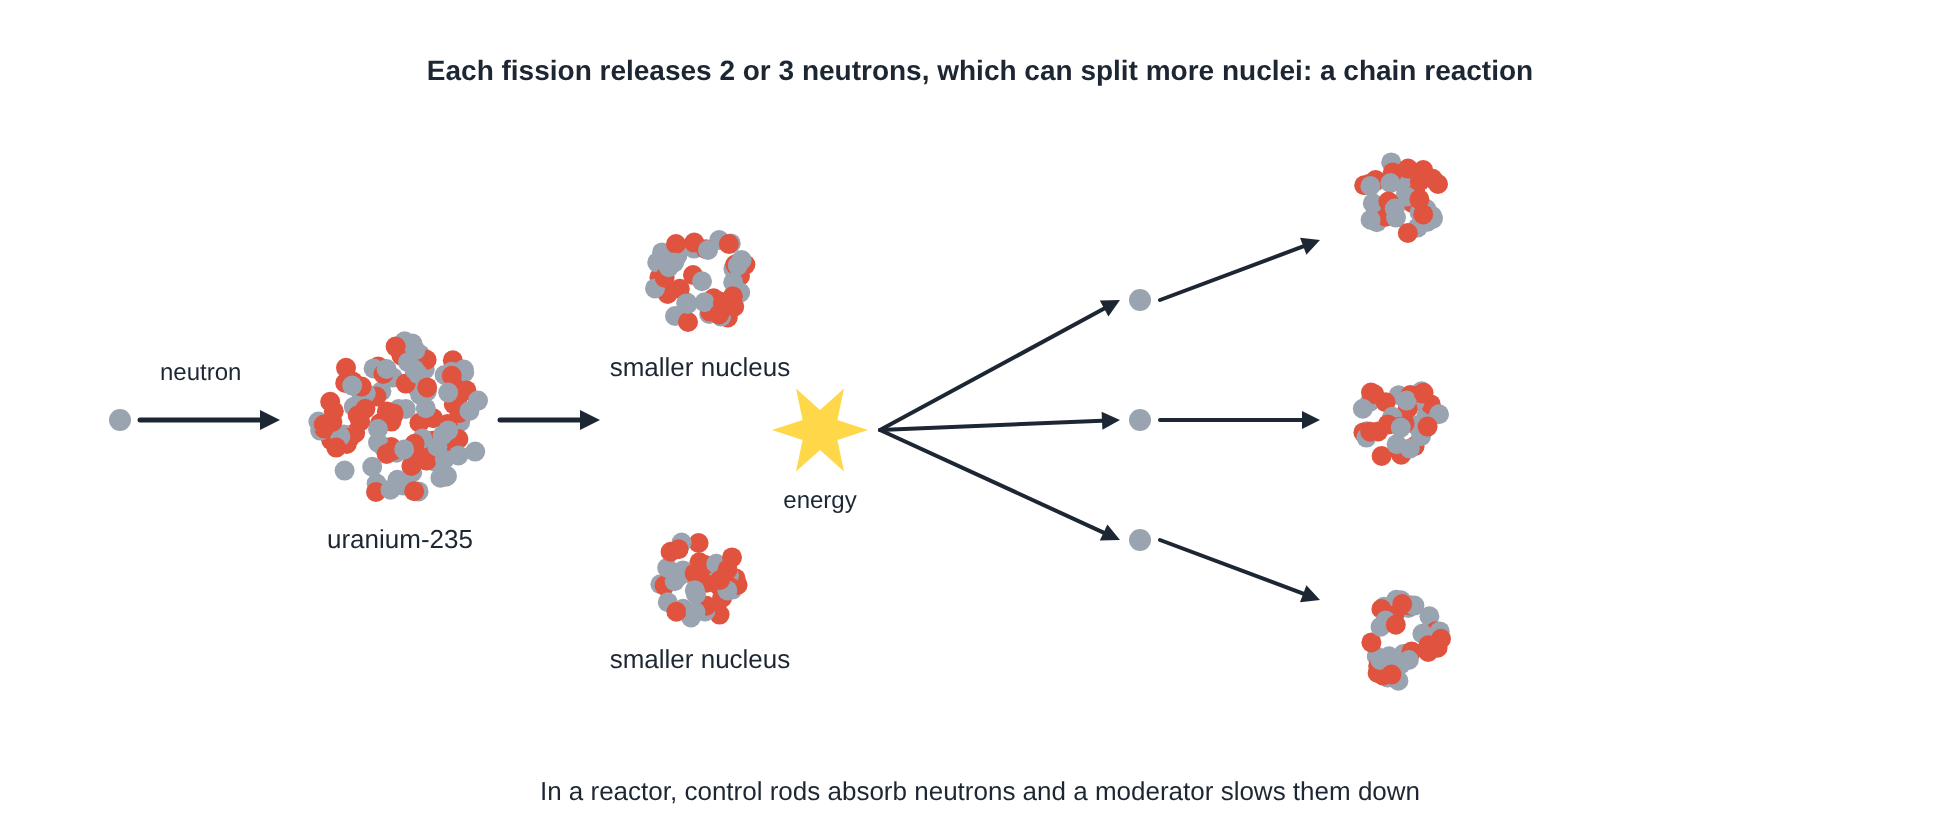 Each fission releases 2 or 3 neutrons, which can split more nuclei: a chain reaction
neutron
uranium-235
smaller nucleus
energy
smaller nucleus
In a reactor, control rods absorb neutrons and a moderator slows them down